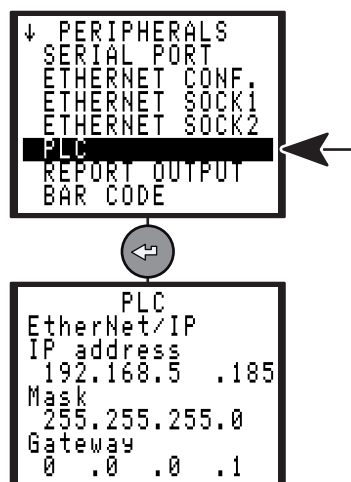 ↓ PERIPHERALS
SERIAL PORT
ETHERNET CONF.
ETHERNET SOCK1
ETHERNET SOCK2
PLC
REPORT OUTPUT
BAR CODE
PLC
EtherNet/IP
IP address
192.168.5 .185
Mask
255.255.255.0
Gateway
0 .0 .0 .1